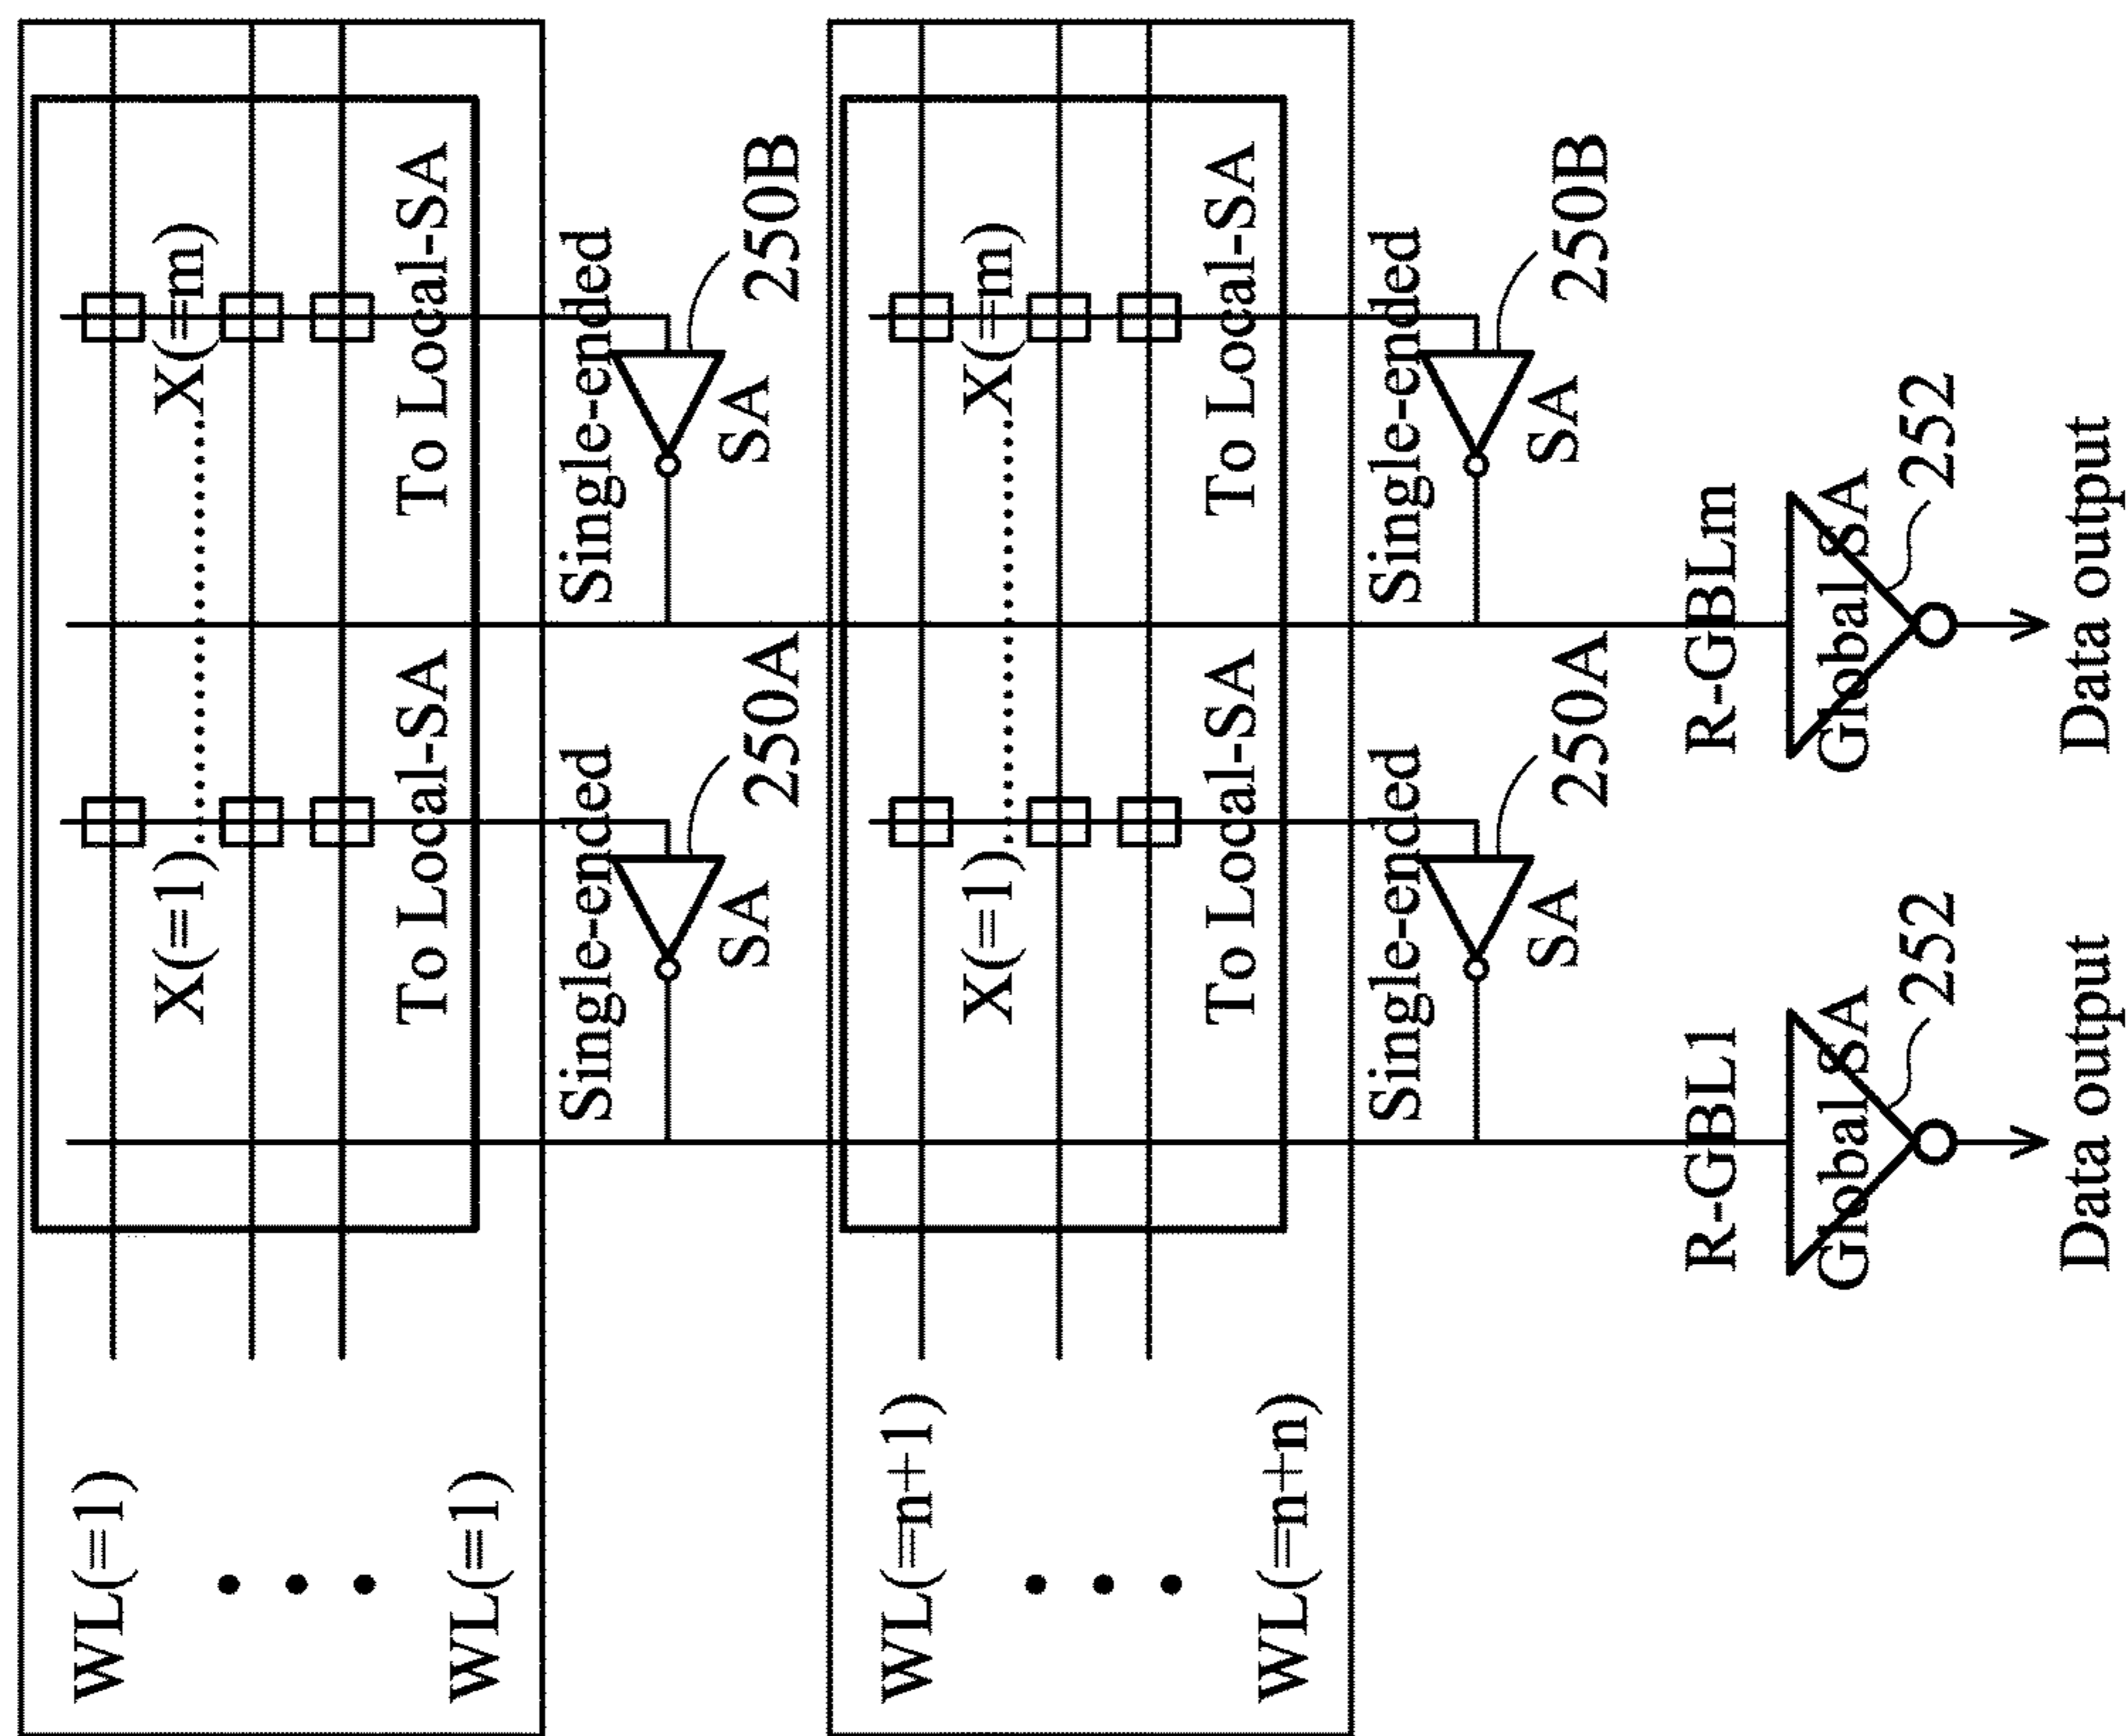 WL(=1)
X(=1) X(=m)
To Local-SA To Local-SA
WL(=1)
Single-ended Single-ended
SA 250A SA 250B
WL(=n+1)
X(=1) X(=m)
To Local-SA To Local-SA
WL(=n+n)
Single-ended Single-ended
SA 250A SA 250B
R-GBL1 R-GBLm
Global SA Global SA
252 252
Data output Data output